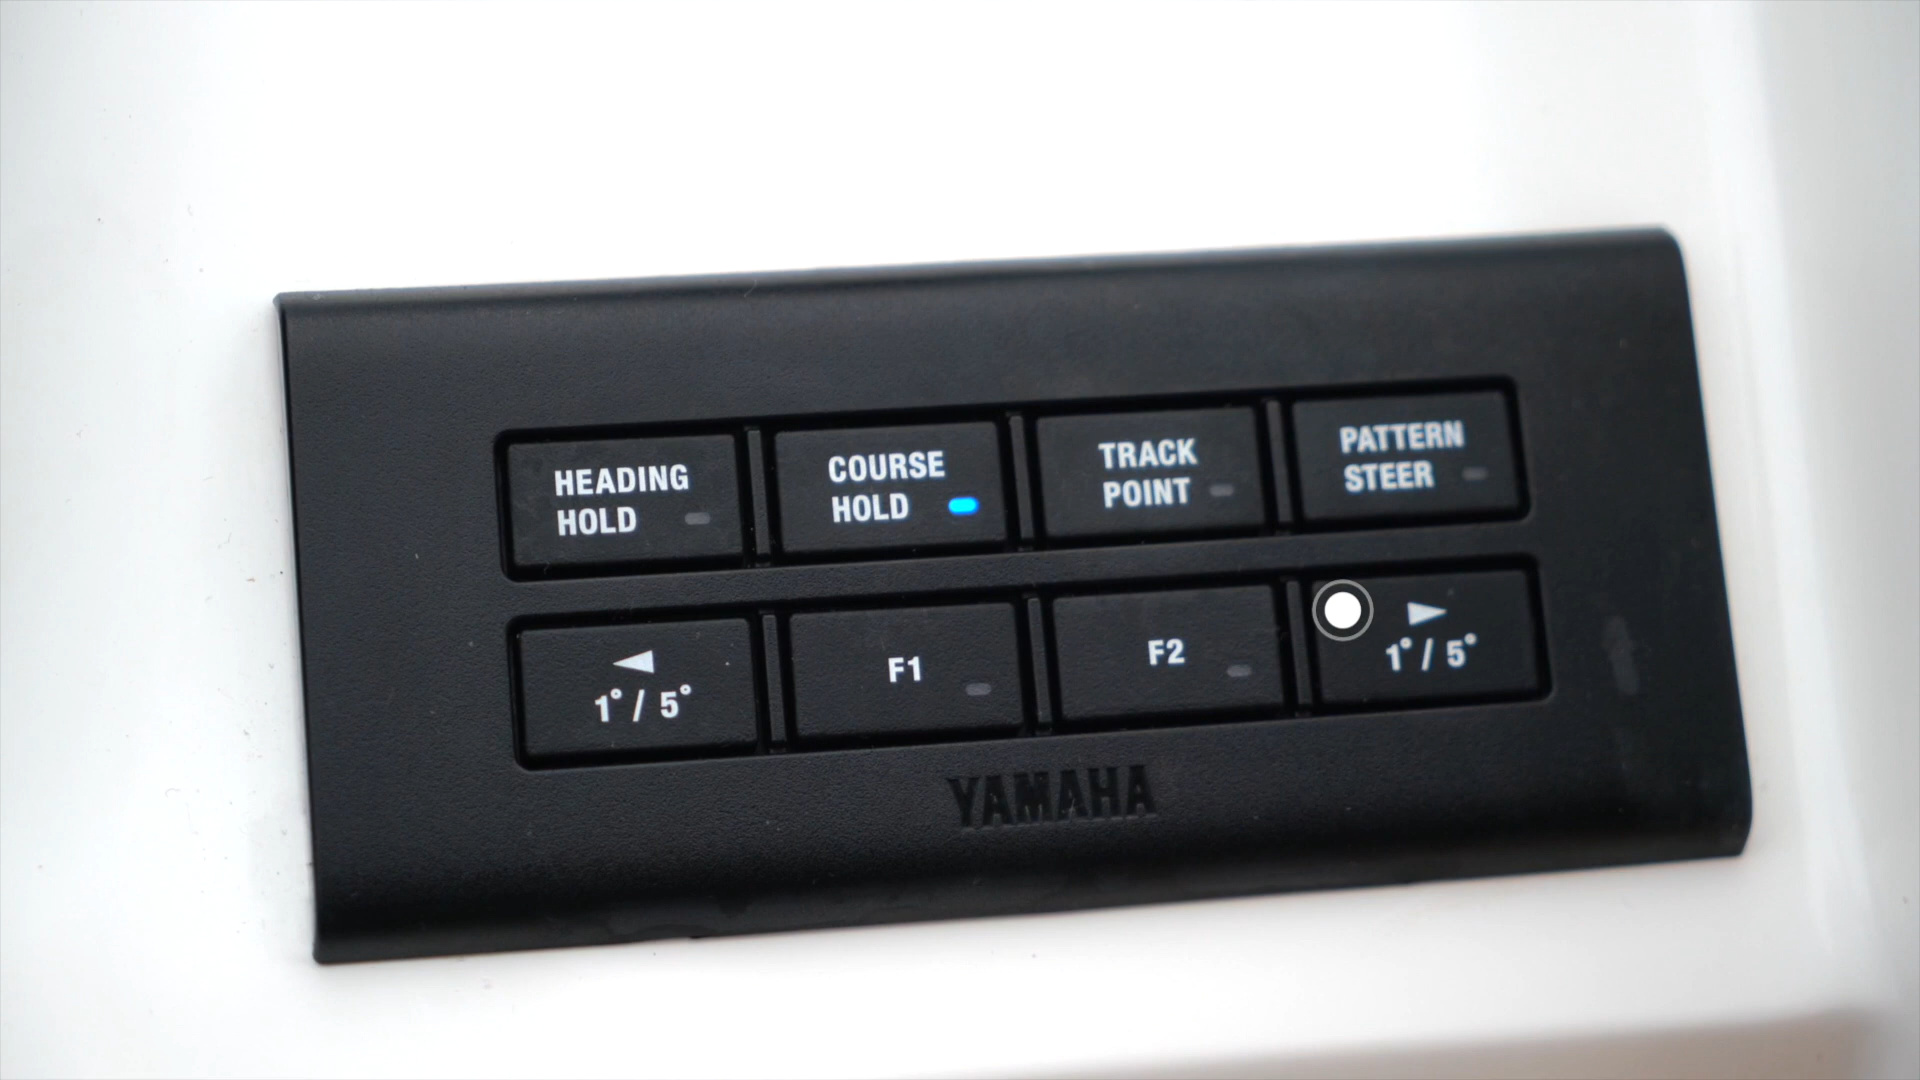 HEADING
HOLD
COURSE
HOLD
TRACK
POINT
PATTERN
STEER
◀
1°/ 5°
F1
F2
▶
1°/ 5°
YAMAHA